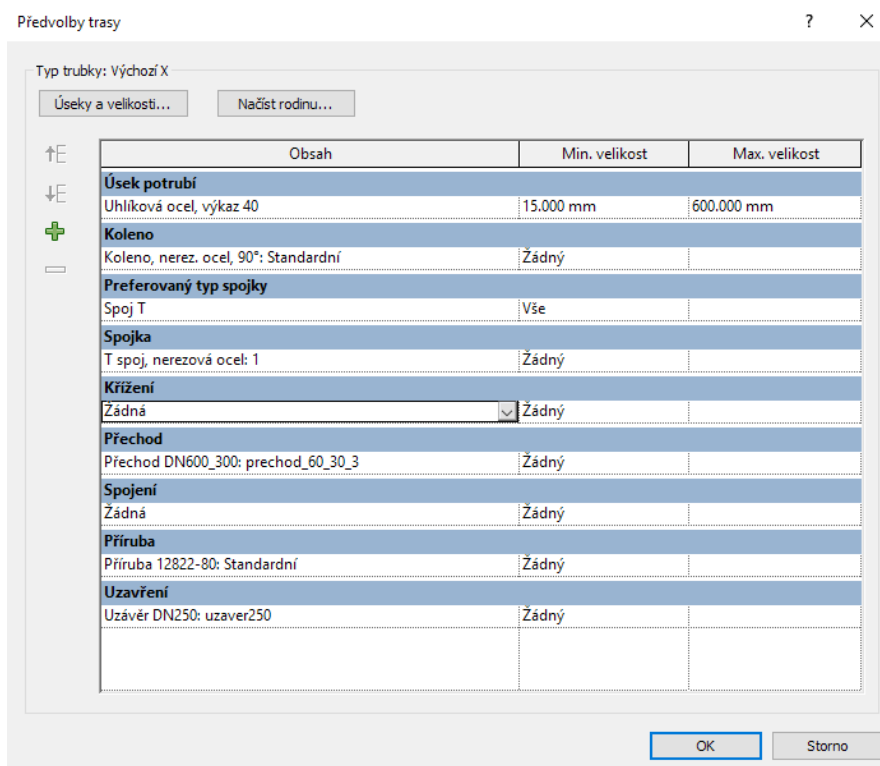 Předvolby trasy
Typ trubky: Výchozí X
Úseky a velikosti... Načíst rodinu...
Obsah Min. velikost Max. velikost
Úsek potrubí
Uhlíková ocel, výkaz 40 15.000 mm 600.000 mm
Koleno
Koleno, nerez. ocel, 90°: Standardní Žádný
Preferovaný typ spojky
Spoj T Vše
Spojka
T spoj, nerezová ocel: 1 Žádný
Křížení
Žádná Žádný
Přechod
Přechod DN600_300: prechod_60_30_3 Žádný
Spojení
Žádná Žádný
Příruba
Příruba 12822-80: Standardní Žádný
Uzavření
Uzávěr DN250: uzaver250 Žádný
OK Storno